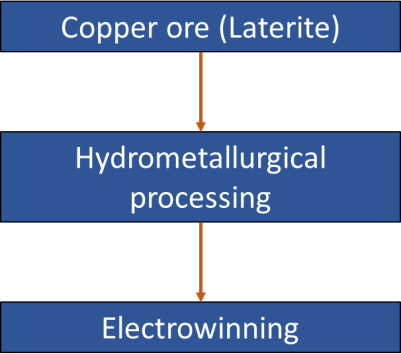 Copper ore (Laterite)
Hydrometallurgical
processing
Electrowinning